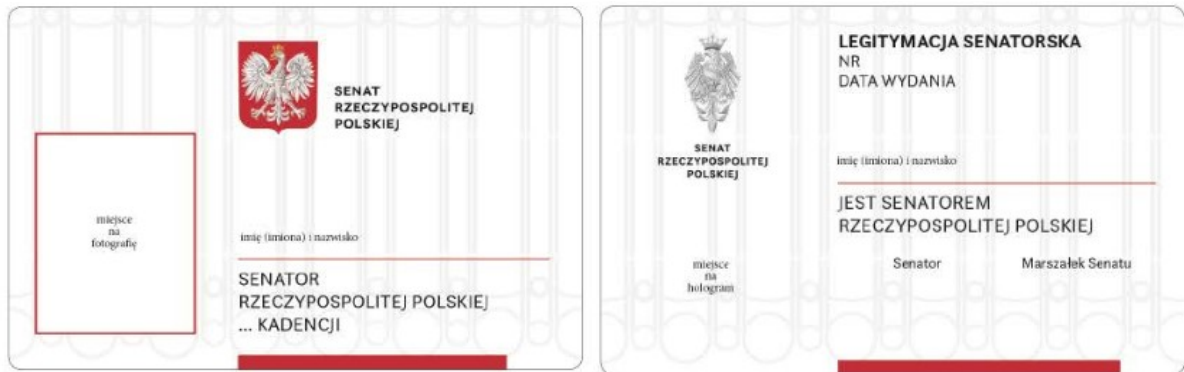 SENAT
RZECZYPOSPOLITEJ
POLSKIEJ
miejsce
na
fotografię
imię (imiona) i nazwisko
SENATOR
RZECZYPOSPOLITEJ POLSKIEJ
... KADENCJI
SENAT
RZECZYPOSPOLITEJ
POLSKIEJ
miejsce
na
hologram
LEGITYMACJA SENATORSKA
NR
DATA WYDANIA
imię (imiona) i nazwisko
JEST SENATOREM
RZECZYPOSPOLITEJ POLSKIEJ
Senator Marszałek Senatu